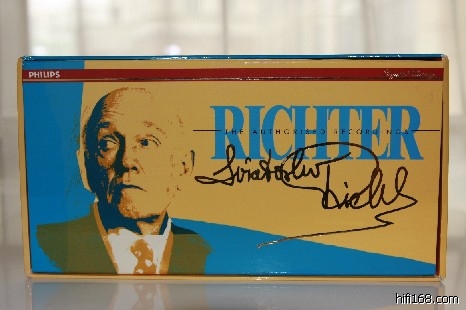 PHILIPS
RICHTER
THE AUTHORISED RECORDINGS
Sviatoslav Richter
hifi168.com